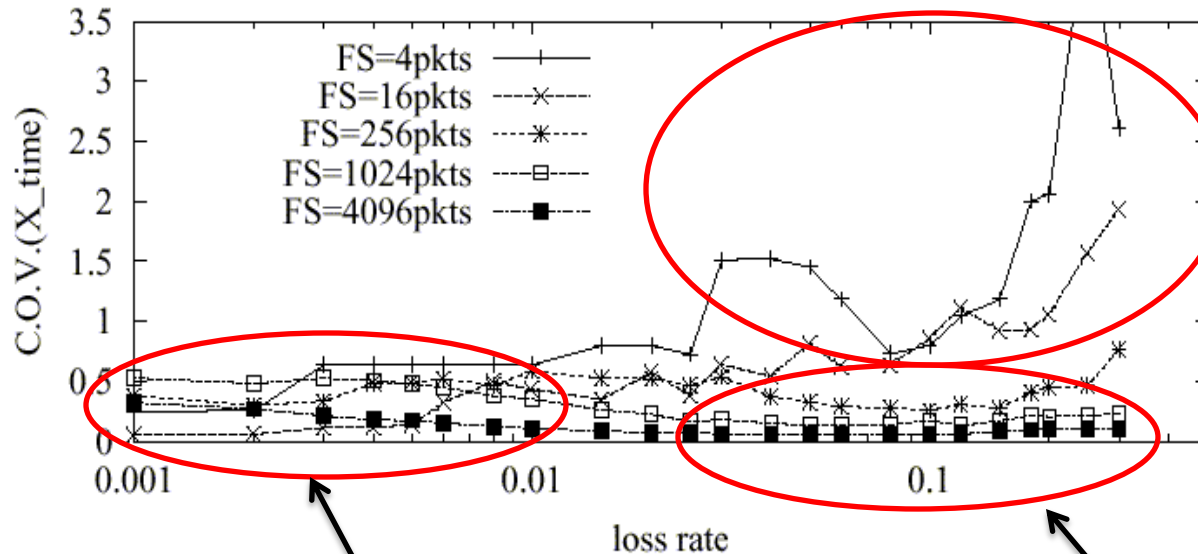 3.5
3
2.5
2
1.5
1
0.5
0
C.O.V.(X_time)
FS=4pkts
FS=16pkts
FS=256pkts
FS=1024pkts
FS=4096pkts
0.001
0.01
0.1
loss rate